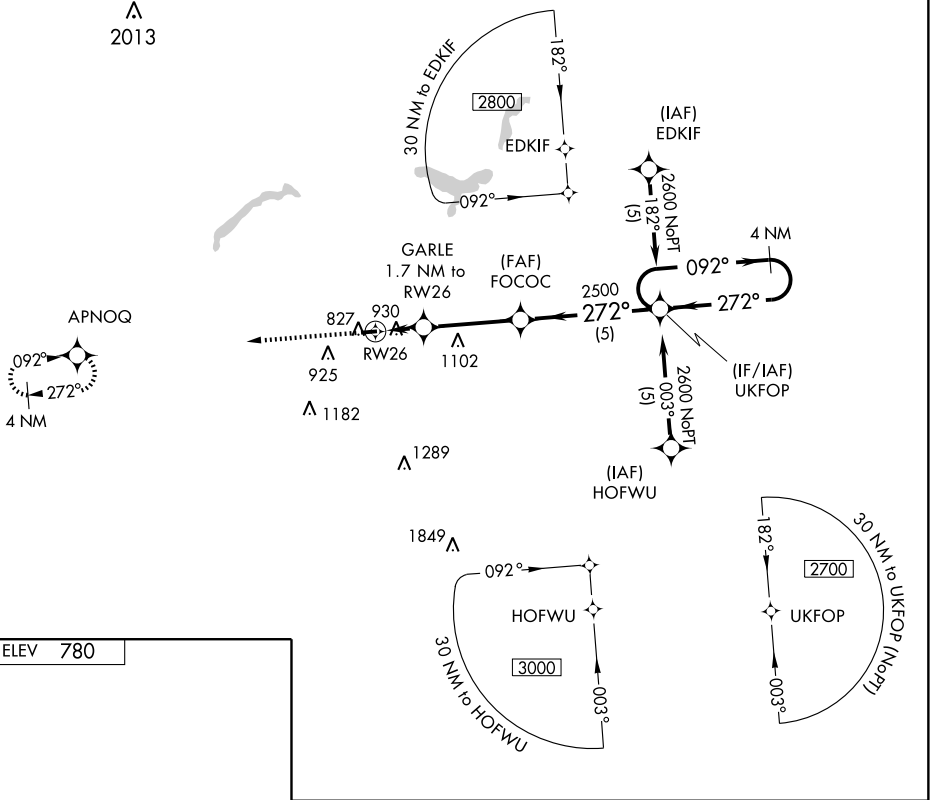 2013
30 NM to EDKIF
182°
2800
EDKIF
092°
(IAF)
EDKIF
2600 NoPT
182°
(5)
4 NM
092°
272°
GARLE
1.7 NM to
RW26
(FAF)
FOCOC
2500
272°
(5)
(IF/IAF)
UKFOP
APNOQ
092°
272°
4 NM
827
930
RW26
925
1102
1182
1289
1849
2600 NoPT
003°
(5)
(IAF)
HOFWU
092°
HOFWU
3000
003°
30 NM to HOFWU
182°
30 NM to UKFOP (NoPT)
2700
UKFOP
003°
ELEV 780